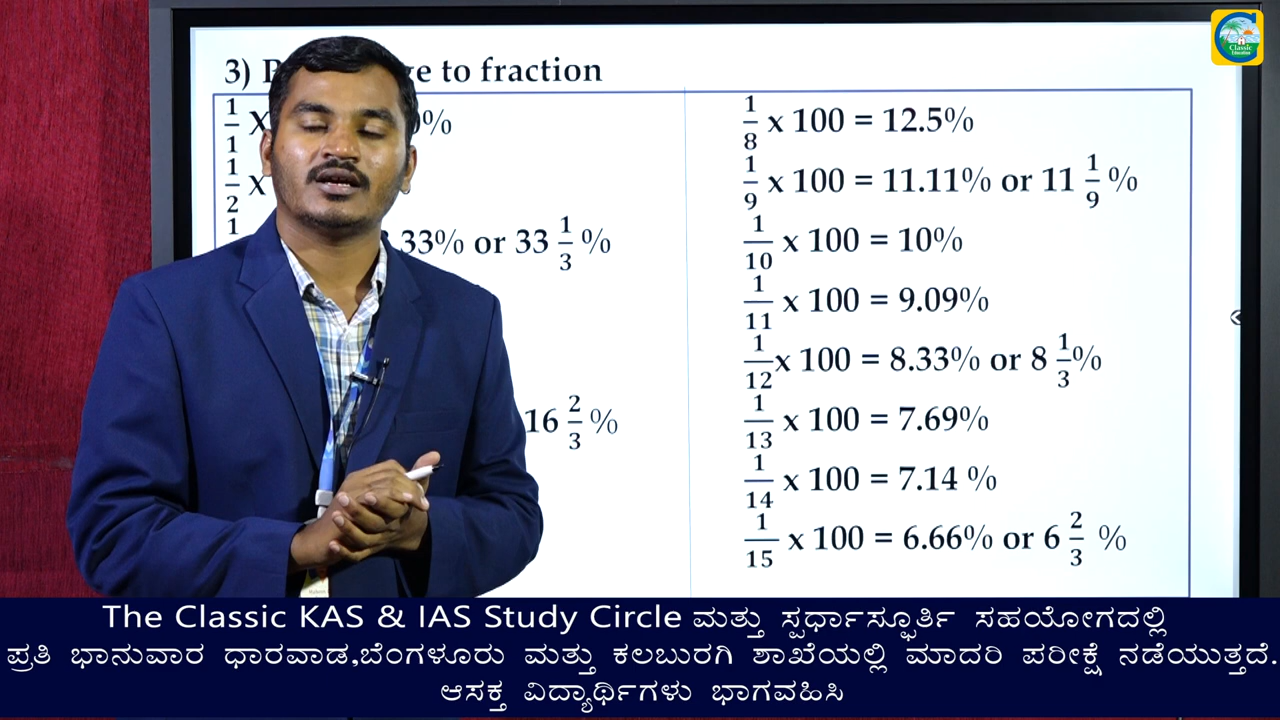 Classic
Education
3) to fraction
1/1 x %
1/2 x
1 .33% or 33 1/3 %
16 2/3 %
1/8 x 100 = 12.5%
1/9 x 100 = 11.11% or 11 1/9 %
1/10 x 100 = 10%
1/11 x 100 = 9.09%
1/12 x 100 = 8.33% or 8 1/3%
1/13 x 100 = 7.69%
1/14 x 100 = 7.14 %
1/15 x 100 = 6.66% or 6 2/3 %
The Classic KAS & IAS Study Circle ಮತ್ತು ಸ್ಪರ್ಧಾಸ್ಫೂರ್ತಿ ಸಹಯೋಗದಲ್ಲಿ
ಪ್ರತಿ ಭಾನುವಾರ ಧಾರವಾಡ,ಬೆಂಗಳೂರು ಮತ್ತು ಕಲಬುರಗಿ ಶಾಖೆಯಲ್ಲಿ ಮಾದರಿ ಪರೀಕ್ಷೆ ನಡೆಯುತ್ತದೆ.
ಆಸಕ್ತ ವಿದ್ಯಾರ್ಥಿಗಳು ಭಾಗವಹಿಸಿ